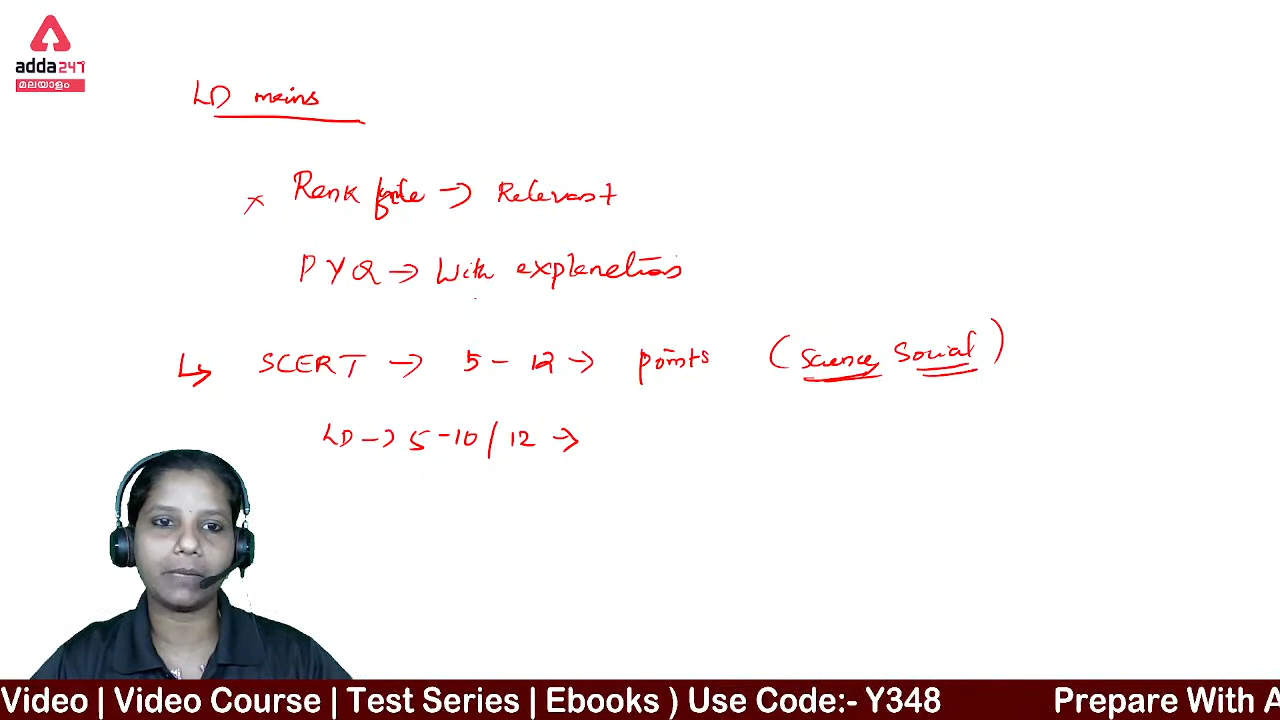 adda247
മലയാളം
LD mains
x Rank file → Relevant
PYQ → With explanations
↳ SCERT → 5 - 12 → points (Science, Social)
LD → 5 - 10 / 12 →
Video | Video Course | Test Series | Ebooks ) Use Code:- Y348 Prepare With A